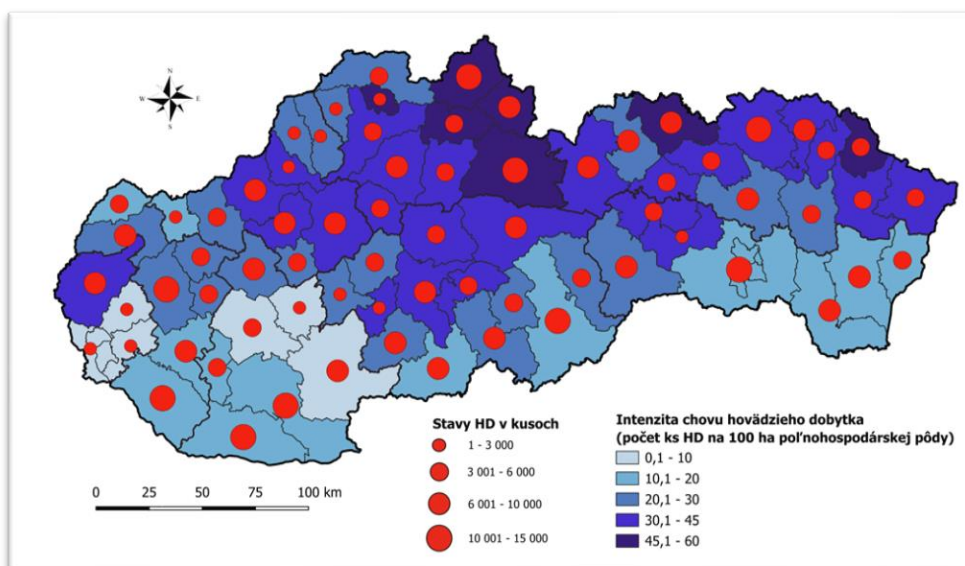 N
W
E
S
0 25 50 75 100 km
Stavy HD v kusoch
1 - 3 000
3 001 - 6 000
6 001 - 10 000
10 001 - 15 000
Intenzita chovu hovädzieho dobytka
(počet ks HD na 100 ha poľnohospodárskej pôdy)
0,1 - 10
10,1 - 20
20,1 - 30
30,1 - 45
45,1 - 60